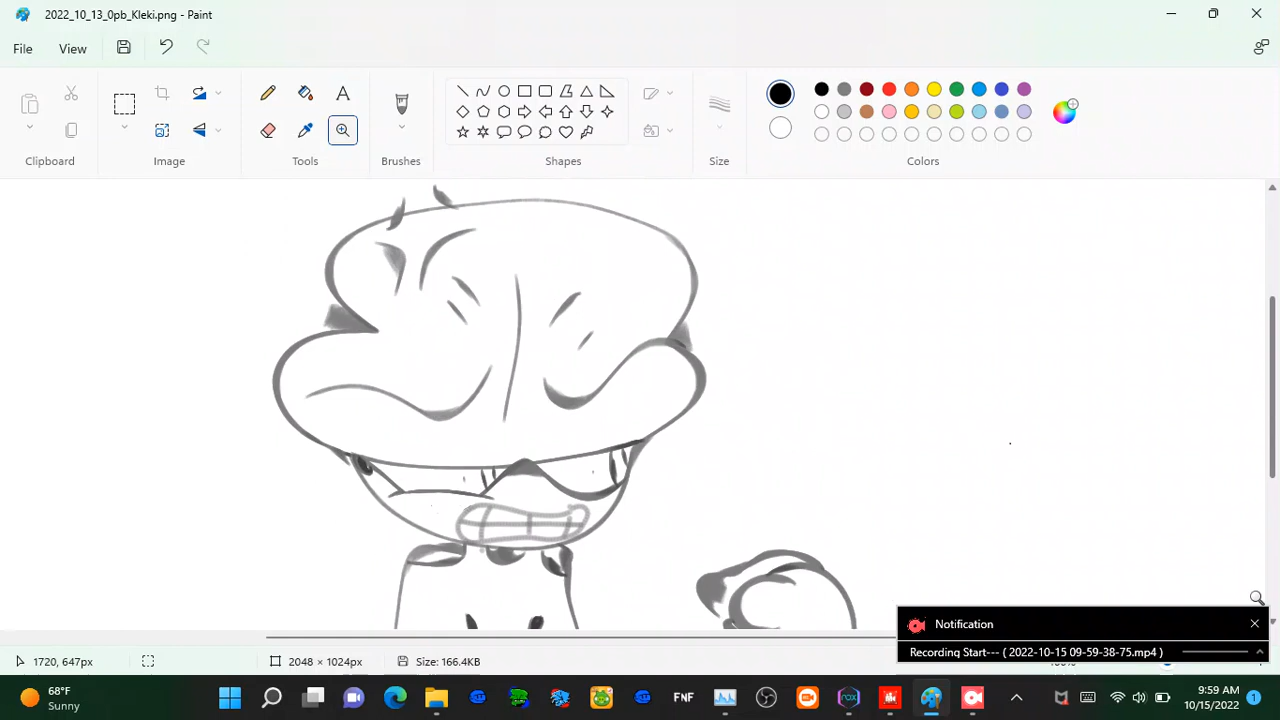 2022_10_13_0pb_Kleki.png - Paint
File
View
Clipboard
Image
Tools
Brushes
Shapes
Size
Colors
Notification
Recording Start--- ( 2022-10-15 09-59-38-75.mp4 )
1720, 647px
2048 × 1024px
Size: 166.4KB
68°F
Sunny
FNF
9:59 AM
10/15/2022
1